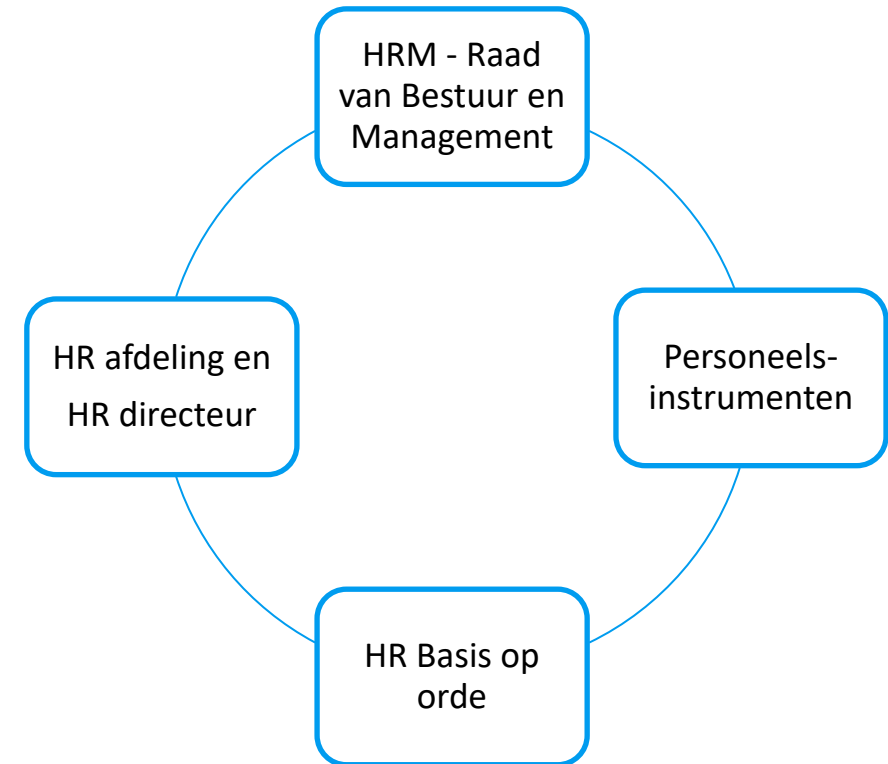 HRM - Raad
van Bestuur en
Management
HR afdeling en
HR directeur
Personeels-
instrumenten
HR Basis op
orde